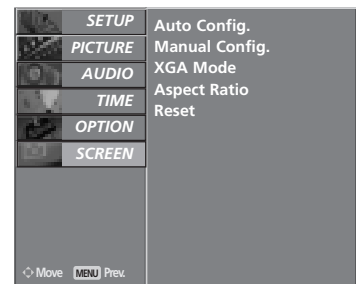 SETUP
PICTURE
AUDIO
TIME
OPTION
SCREEN
Auto Config.
Manual Config.
XGA Mode
Aspect Ratio
Reset
Move MENU Prev.